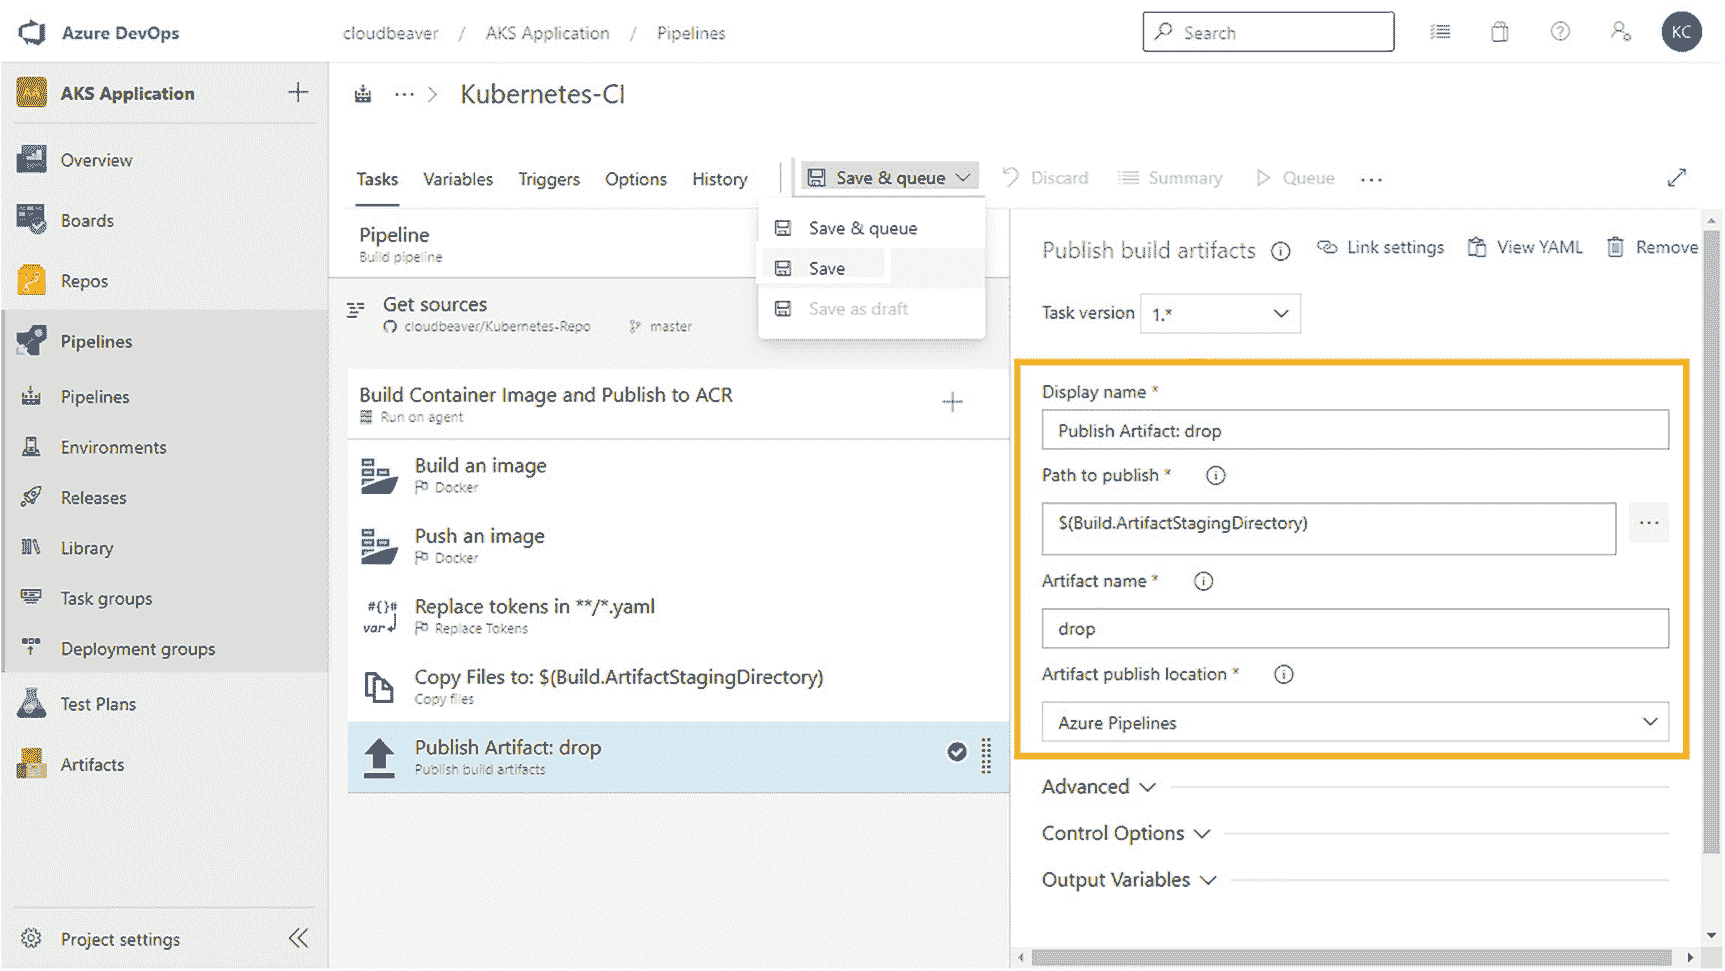 Azure DevOps
cloudbeaver / AKS Application / Pipelines
Search
KC
AKS Application
Kubernetes-CI
Overview
Boards
Repos
Pipelines
Pipelines
Environments
Releases
Library
Task groups
Deployment groups
Test Plans
Artifacts
Project settings
Tasks Variables Triggers Options History
Save & queue Discard Summary Queue ...
Save & queue
Save
Save as draft
Pipeline
Build pipeline
Get sources
cloudbeaver/Kubernetes-Repo master
Build Container Image and Publish to ACR
Run on agent
Build an image
Docker
Push an image
Docker
#{}#
var
Replace tokens in **/*.yaml
Replace Tokens
Copy Files to: $(Build.ArtifactStagingDirectory)
Copy files
Publish Artifact: drop
Publish build artifacts
Publish build artifacts Link settings View YAML Remove
Task version 1.*
Display name *
Publish Artifact: drop
Path to publish *
$(Build.ArtifactStagingDirectory)
Artifact name *
drop
Artifact publish location *
Azure Pipelines
Advanced
Control Options
Output Variables